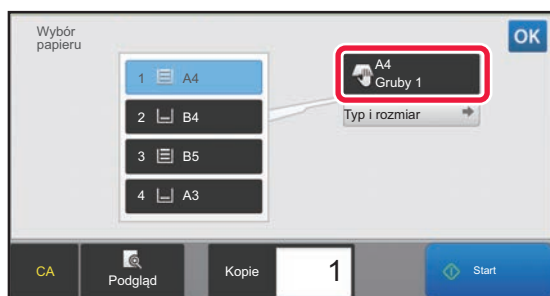 Wybór
papieru
OK
1 A4
2 B4
3 B5
4 A3
A4
Gruby 1
Typ i rozmiar
CA
Podgląd
Kopie
1
Start